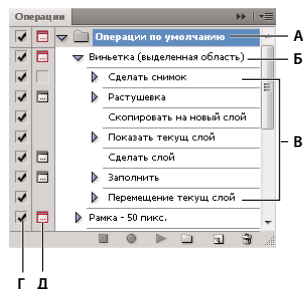 Операции
Операции по умолчанию
А
Виньетка (выделенная область)
Б
Сделать снимок
Растушевка
Скопировать на новый слой
В
Показать текущ слой
Сделать слой
Заполнить
Перемещение текущ слой
Рамка - 50 пикс.
Г Д